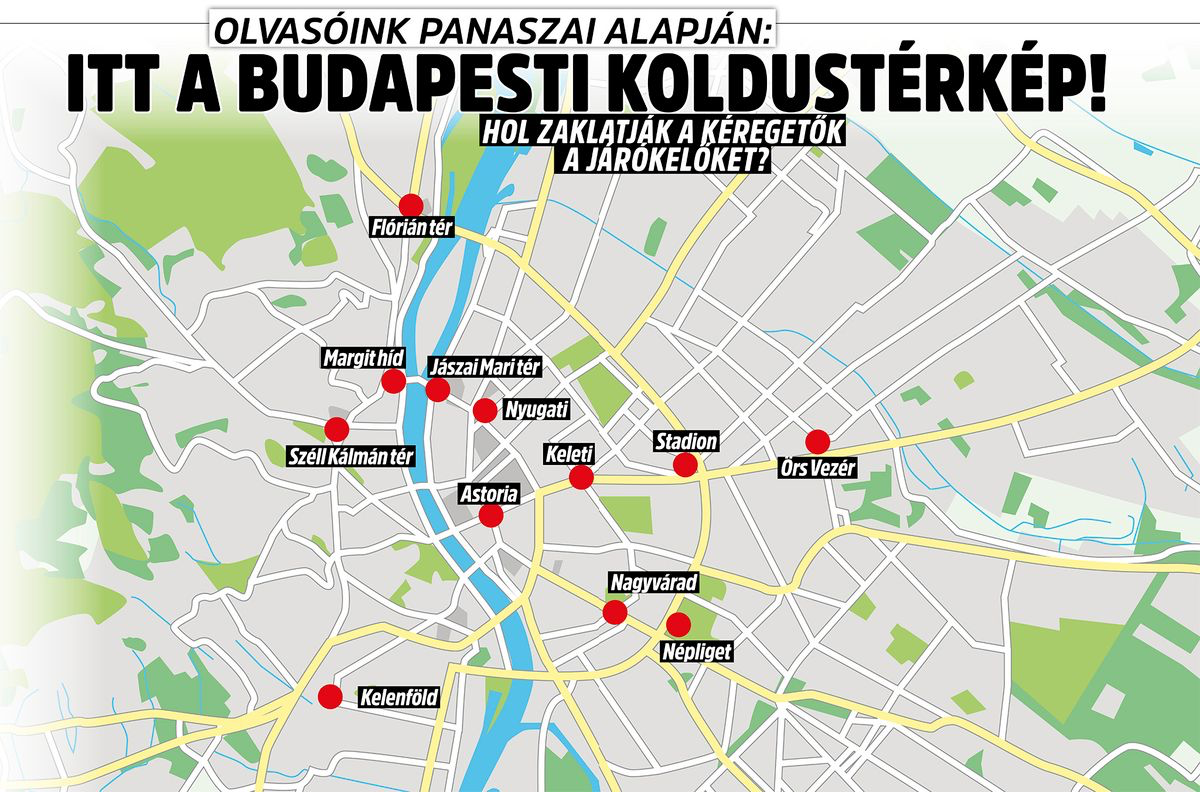 OLVASÓINK PANASZAI ALAPJÁN:
ITT A BUDAPESTI KOLDUSTÉRKÉP!
HOL ZAKLATJÁK A KÉREGETŐK
A JÁRÓKELŐKET?
Flórián tér
Margit híd
Jászai Mari tér
Nyugati
Széll Kálmán tér
Keleti
Stadion
Örs Vezér
Astoria
Nagyvárad
Népliget
Kelenföld